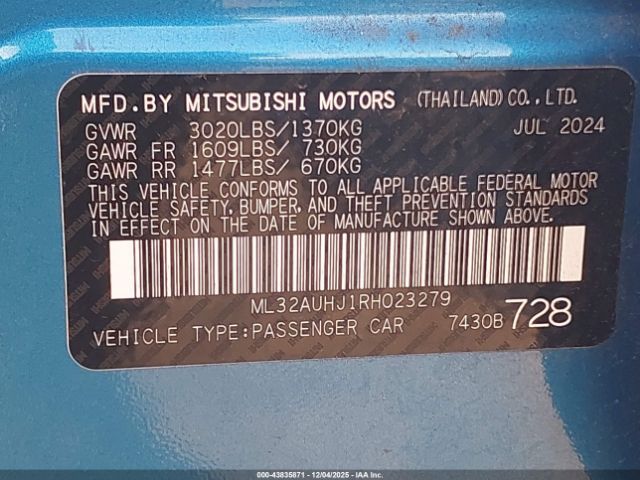 MFD. BY MITSUBISHI MOTORS (THAILAND) CO., LTD.
GVWR 3020LBS/1370KG JUL 2024
GAWR FR 1609LBS/ 730KG
GAWR RR 1477LBS/ 670KG
THIS VEHICLE CONFORMS TO ALL APPLICABLE FEDERAL MOTOR
VEHICLE SAFETY, BUMPER, AND THEFT PREVENTION STANDARDS
IN EFFECT ON THE DATE OF MANUFACTURE SHOWN ABOVE.
ML32AUHJ1RH023279
VEHICLE TYPE:PASSENGER CAR 7430B 728
000-43835871 - 12/04/2025 - IAAI.COM